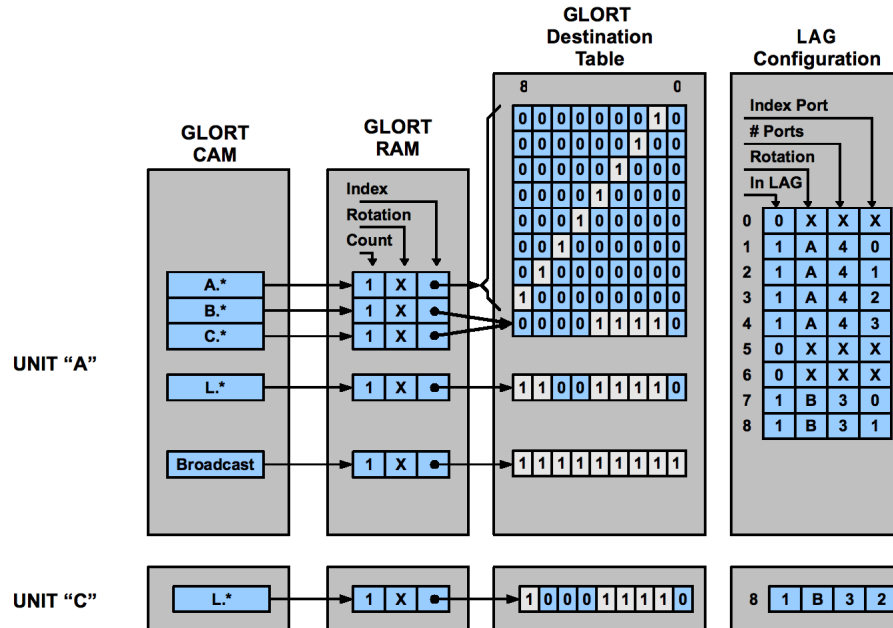 GLORT
Destination
Table
LAG
Configuration
GLORT
CAM
GLORT
RAM
8 0
Index
Rotation
Count
Index Port
# Ports
Rotation
In LAG
0 0 0 0 0 0 0 1 0
0 0 0 0 0 0 1 0 0
0 0 0 0 0 1 0 0 0
0 0 0 0 1 0 0 0 0
0 0 0 1 0 0 0 0 0
0 0 1 0 0 0 0 0 0
0 1 0 0 0 0 0 0 0
1 0 0 0 0 0 0 0 0
0 0 0 0 1 1 1 1 0
0 0 X X X
1 1 A 4 0
2 1 A 4 1
3 1 A 4 2
4 1 A 4 3
5 0 X X X
6 0 X X X
7 1 B 3 0
8 1 B 3 1
UNIT “A”
A.* 1 X
B.* 1 X
C.* 1 X
L.* 1 X 1 1 0 0 1 1 1 1 0
Broadcast 1 X 1 1 1 1 1 1 1 1 1
UNIT “C”
L.* 1 X 1 0 0 0 1 1 1 1 0
8 1 B 3 2